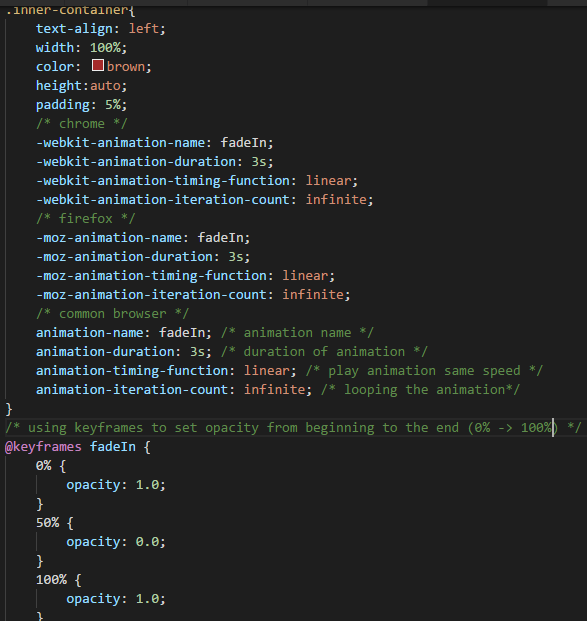 .inner-container{
text-align: left;
width: 100%;
color: brown;
height:auto;
padding: 5%;
/* chrome */
-webkit-animation-name: fadeIn;
-webkit-animation-duration: 3s;
-webkit-animation-timing-function: linear;
-webkit-animation-iteration-count: infinite;
/* firefox */
-moz-animation-name: fadeIn;
-moz-animation-duration: 3s;
-moz-animation-timing-function: linear;
-moz-animation-iteration-count: infinite;
/* common browser */
animation-name: fadeIn; /* animation name */
animation-duration: 3s; /* duration of animation */
animation-timing-function: linear; /* play animation same speed */
animation-iteration-count: infinite; /* looping the animation*/
}
/* using keyframes to set opacity from beginning to the end (0% -> 100%) */
@keyframes fadeIn {
0% {
opacity: 1.0;
}
50% {
opacity: 0.0;
}
100% {
opacity: 1.0;
}